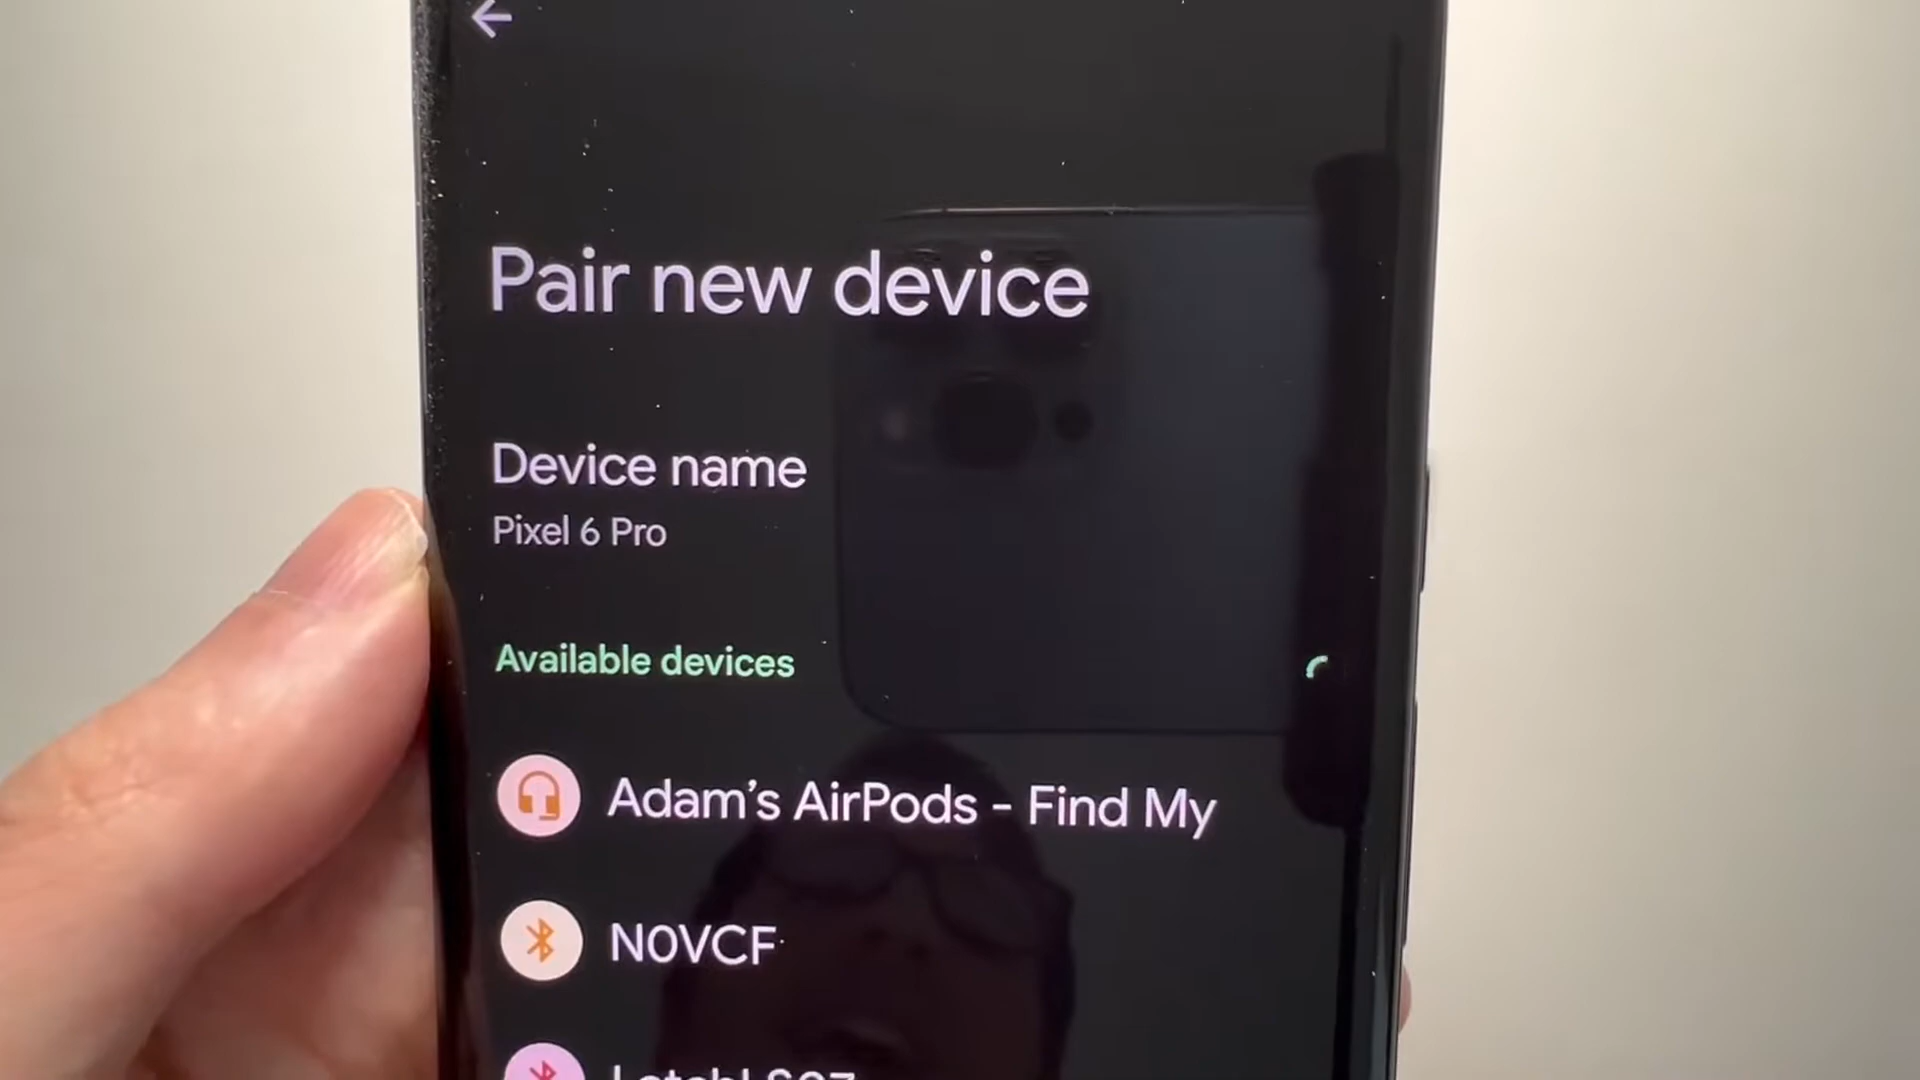 Pair new device
Device name
Pixel 6 Pro
Available devices
Adam’s AirPods - Find My
N0VCF